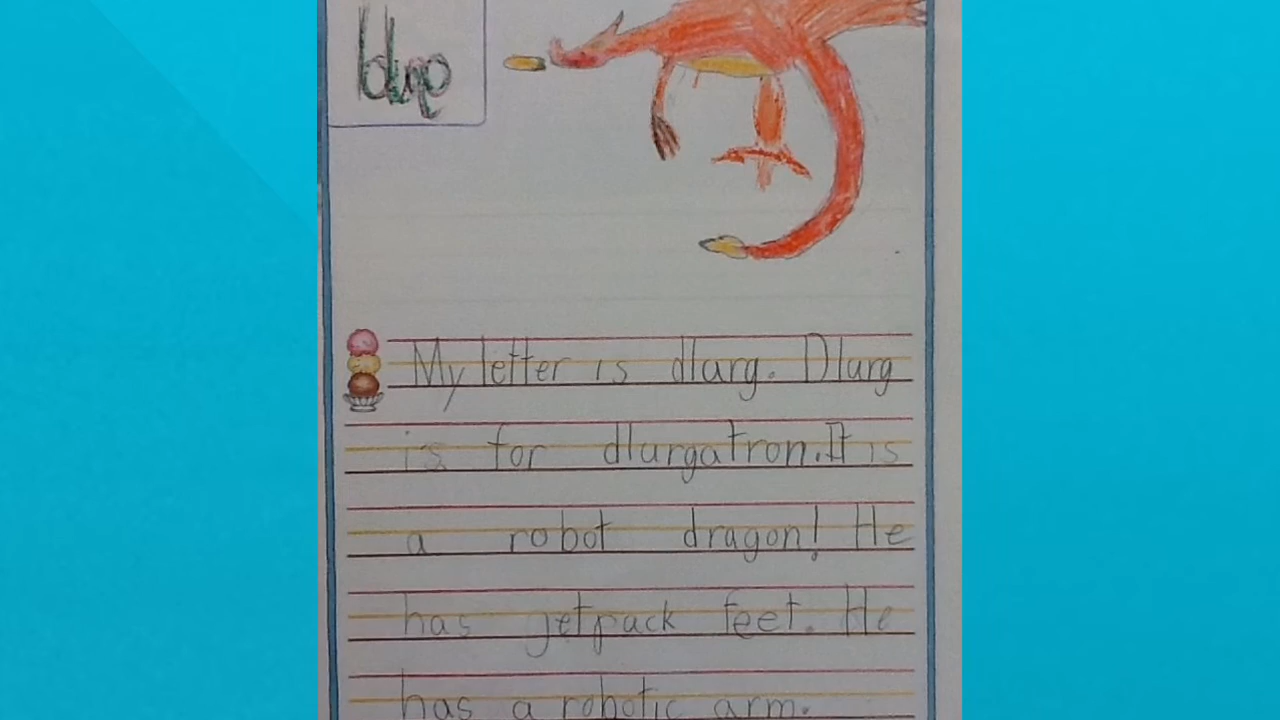 My letter is dlurg. Dlurg
is for dlurgatron. It is
a robot dragon! He
has jetpack feet. He
has a robotic arm.